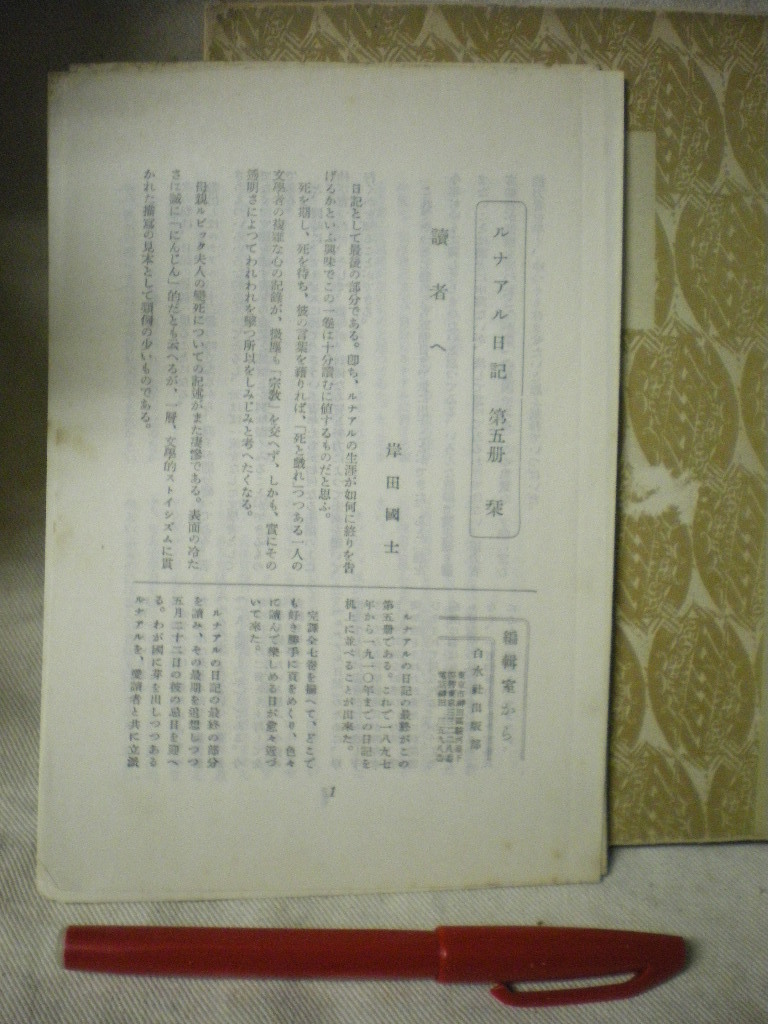 ルナアル日記 第五册 栞
讀者へ
岸田國士
日記として最後の部分である。卽ち、ルナアルの生涯が如何に終りを吿
げるかといふ興味でこの一卷は十分讀むに値するものだと思ふ。
死を期し、死を待ち、彼の言葉を藉りれば、「死と戲れ」つつある一人の
文學者の複雜な心の記錄が、微塵も「宗敎」を交へず、しかも、實にその
透明さによつてわれわれを擊つ所以をしみじみと考へたくなる。
母親ルピック夫人の變死についての記述がまた凄慘である。表面の冷た
さは誠に「にんじん」的だとも云へるが、一層、文學的ストイシズムに貫
かれた描寫の見本として類例の少いものである。
編輯室から
白水社出版部
ルナアルの日記の最終がこの
第五册である。これで一八九七
年から一九一〇年までの日記を
机上に並べることが出來た。
完譯全七卷を揃へて、どこで
も好き勝手に頁をめくり、色々
に讀んで樂しめる日が愈々近づ
いて來た。
ルナアルの日記の最終の部分
を讀み、その最期を追想しつつ
五月二十二日の彼の忌日を迎へ
る。わが國に芽を出しつつある
ルナアルを、愛讀者と共に立派
1